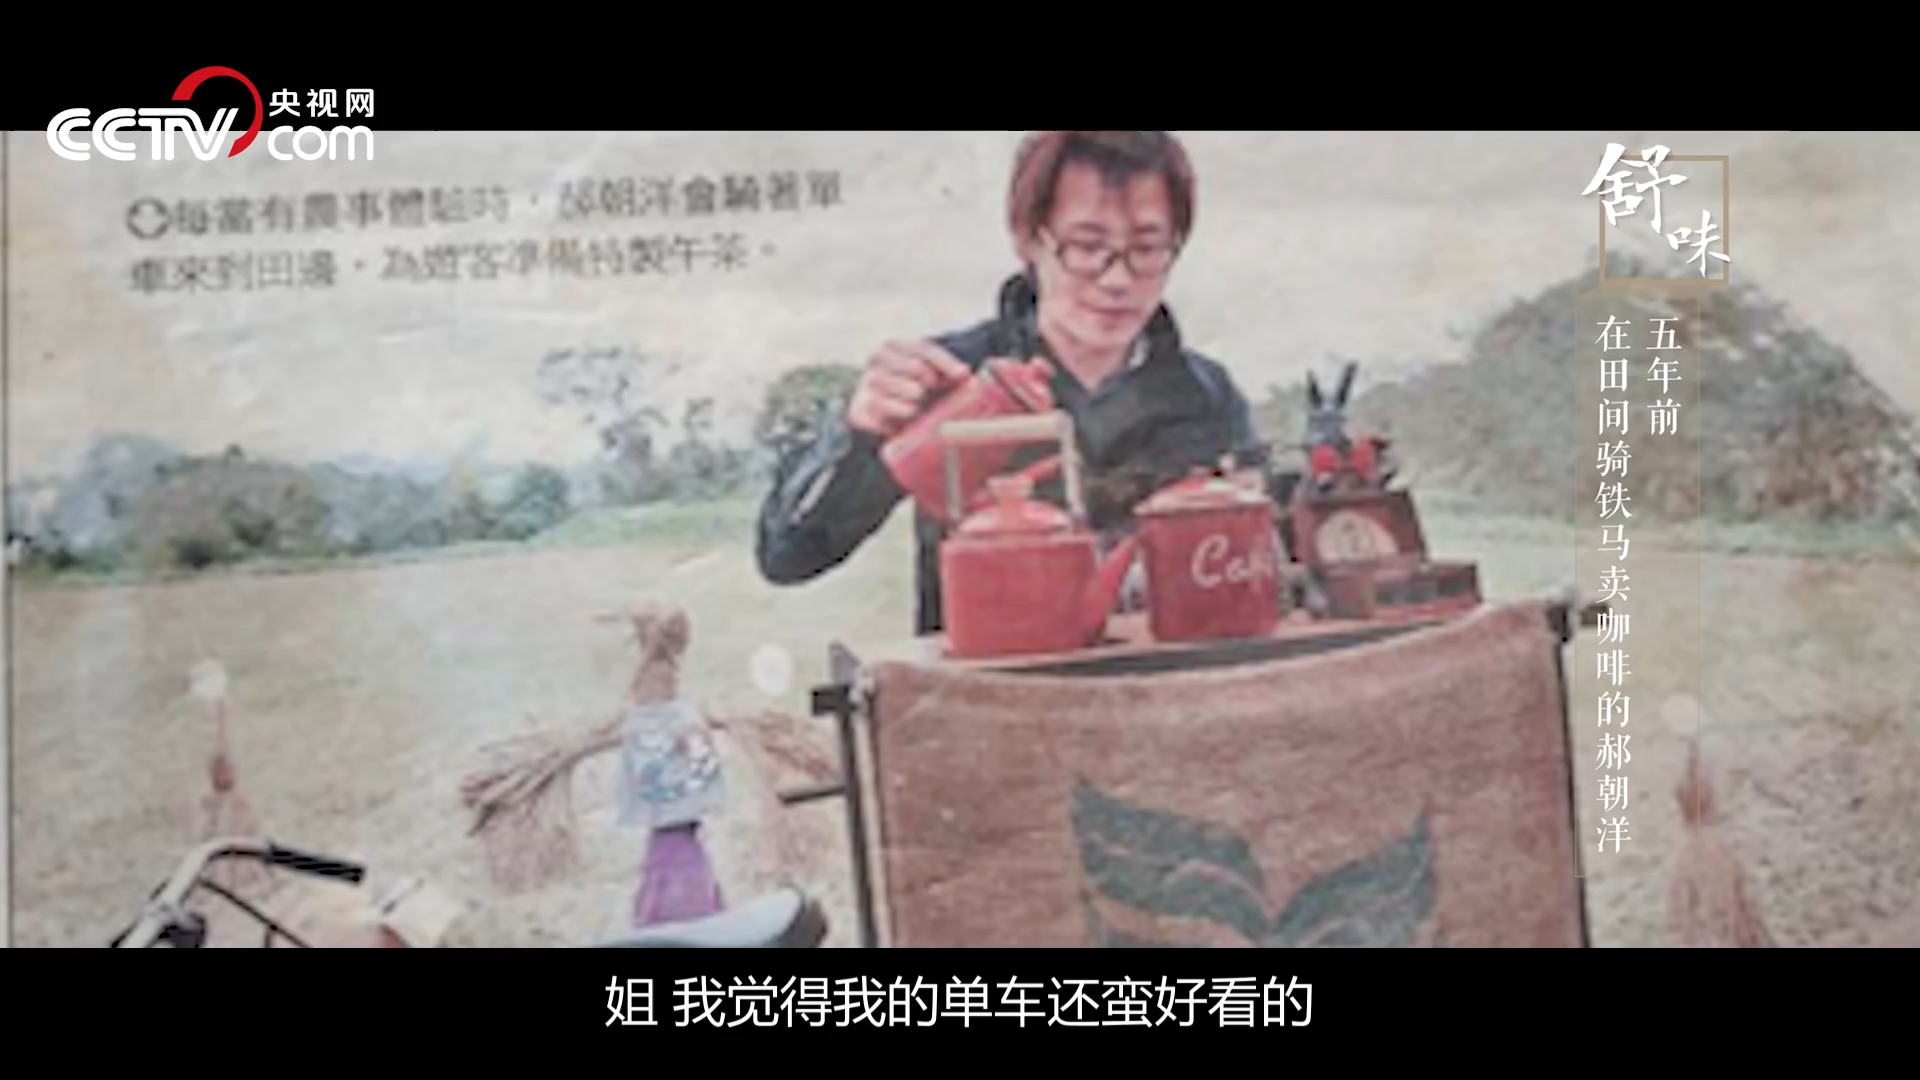 央视网
CCTV.com
每當有農事體驗時，郝朝洋會騎著單
車來到田邊，為遊客準備特製午茶。
舒味
五年前
在田间骑铁马卖咖啡的郝朝洋
Café
姐 我觉得我的单车还蛮好看的